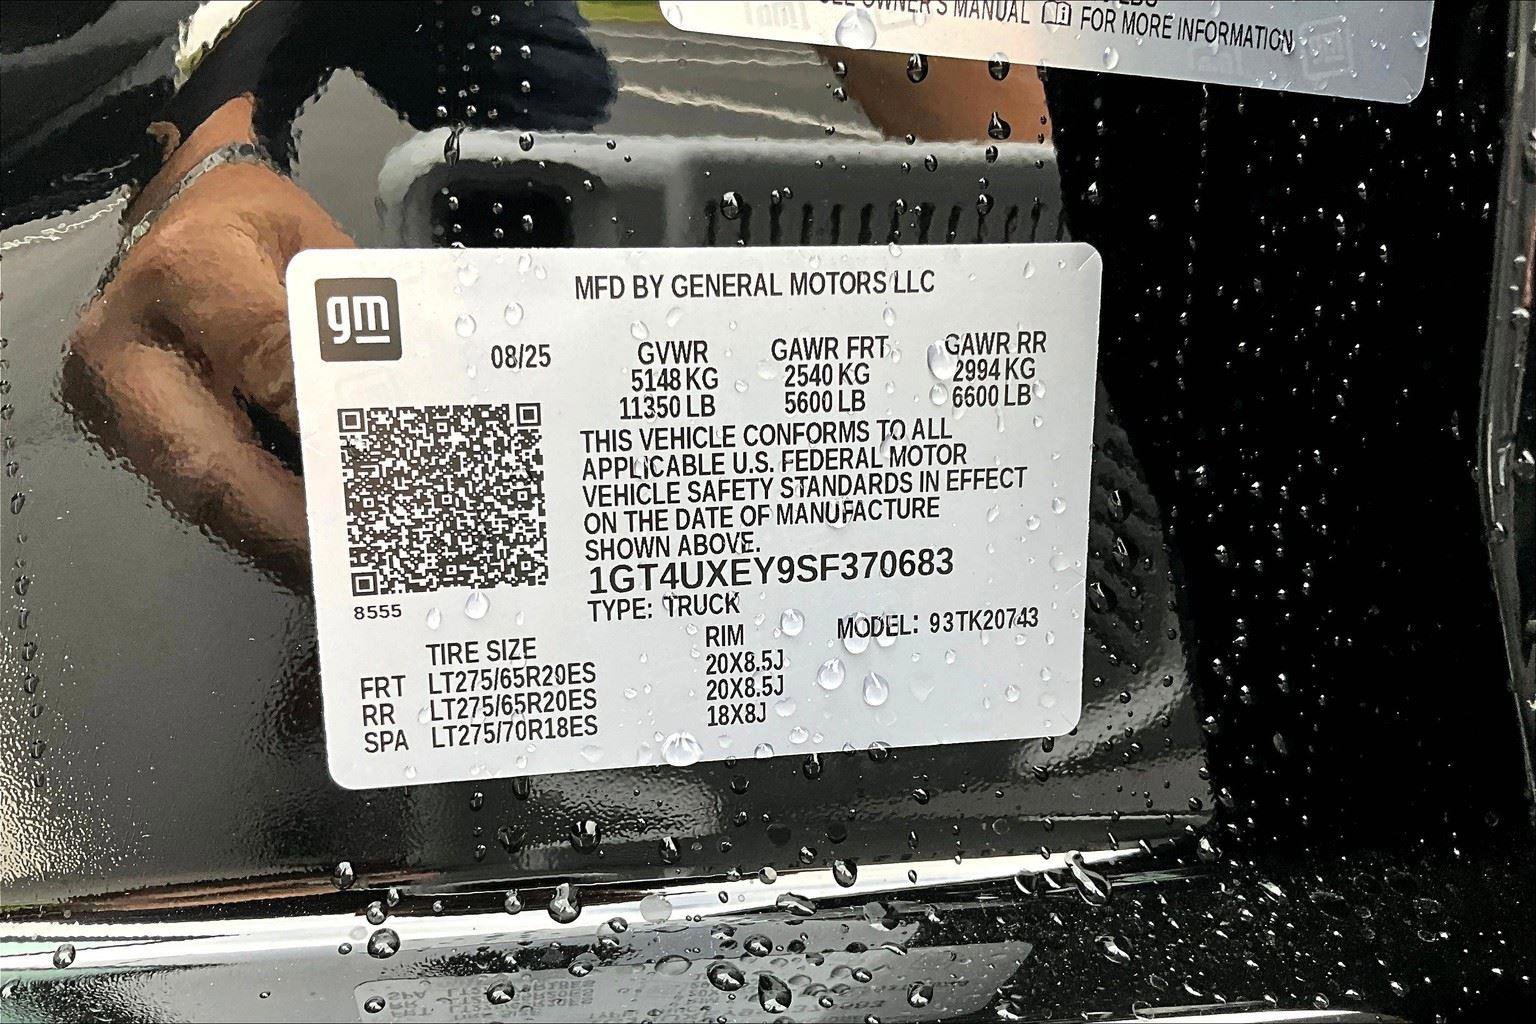 OWNER'S MANUAL FOR MORE INFORMATION
gm
MFD BY GENERAL MOTORS LLC
08/25 GVWR GAWR FRT GAWR RR
5148 KG 2540 KG 2994 KG
11350 LB 5600 LB 6600 LB
THIS VEHICLE CONFORMS TO ALL
APPLICABLE U.S. FEDERAL MOTOR
VEHICLE SAFETY STANDARDS IN EFFECT
ON THE DATE OF MANUFACTURE
SHOWN ABOVE.
1GT4UXEY9SF370683
8555
TYPE: TRUCK MODEL: 93TK20743
TIRE SIZE RIM
FRT LT275/65R20ES 20X8.5J
RR LT275/65R20ES 20X8.5J
SPA LT275/70R18ES 18X8J